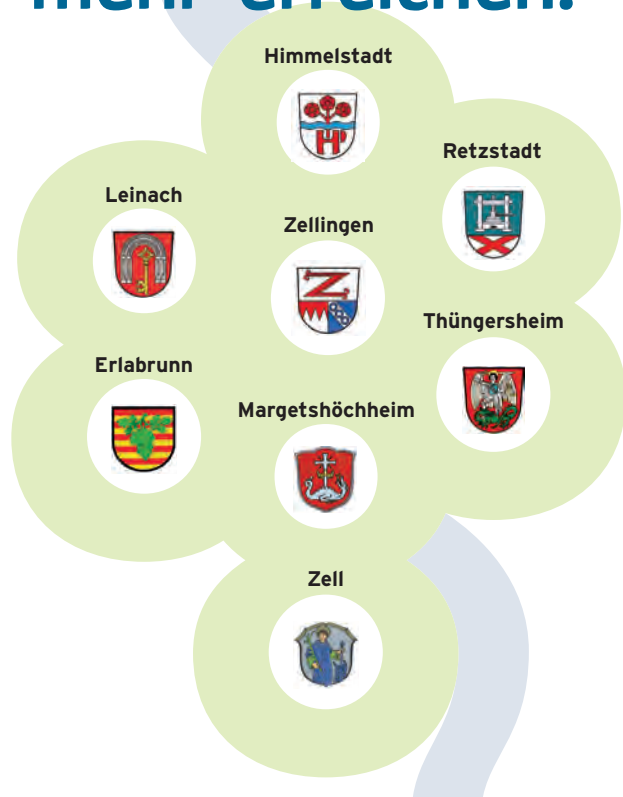 mehr erreichen!
Himmelstadt
Retzstadt
Leinach
Zellingen
Thüngersheim
Erlabrunn
Margetshöchheim
Zell